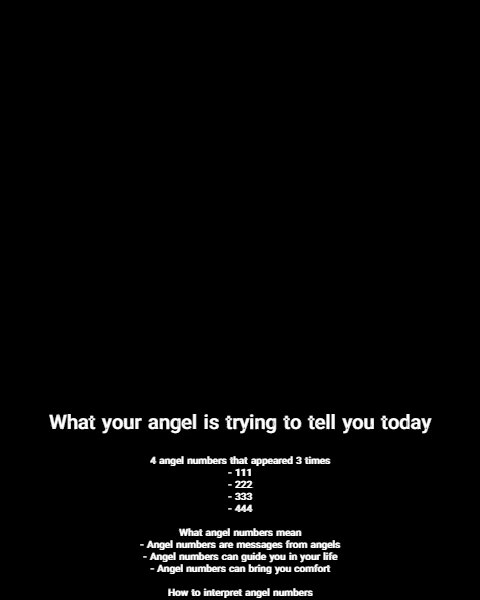 What your angel is trying to tell you today
4 angel numbers that appeared 3 times
- 111
- 222
- 333
- 444
What angel numbers mean
- Angel numbers are messages from angels
- Angel numbers can guide you in your life
- Angel numbers can bring you comfort
How to interpret angel numbers